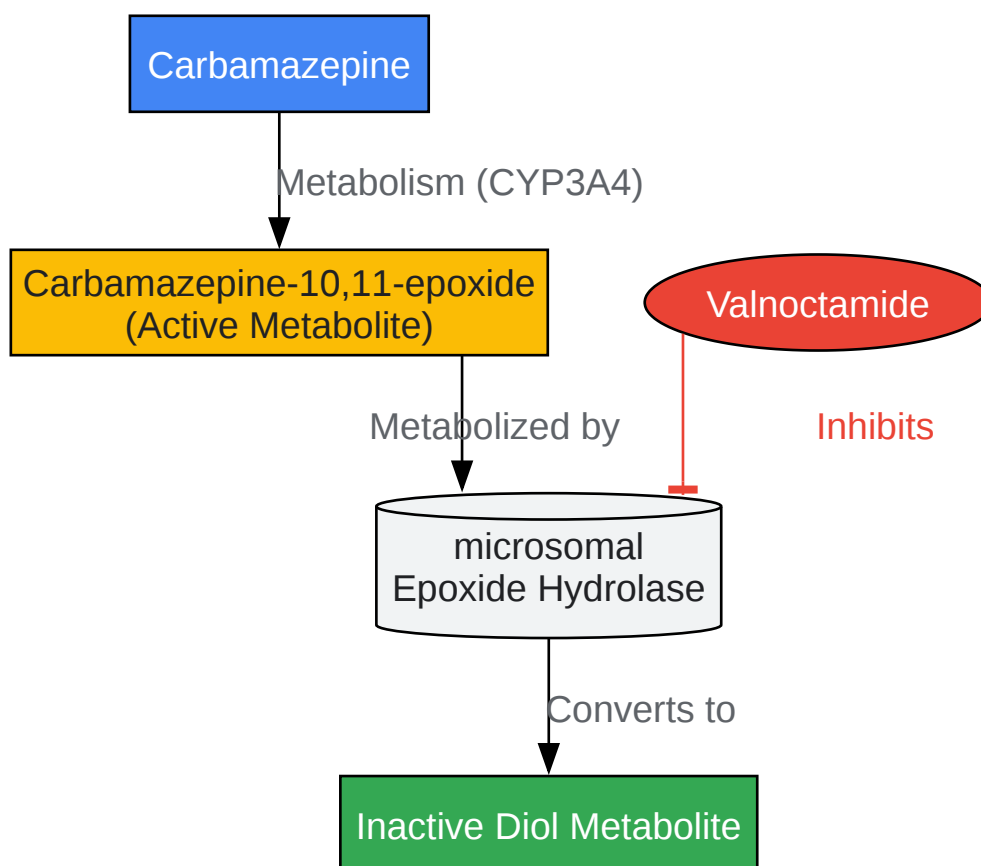 Carbamazepine
Metabolism (CYP3A4)
Carbamazepine-10,11-epoxide
(Active Metabolite)
Valnoctamide
Metabolized by
Inhibits
microsomal
Epoxide Hydrolase
Converts to
Inactive Diol Metabolite